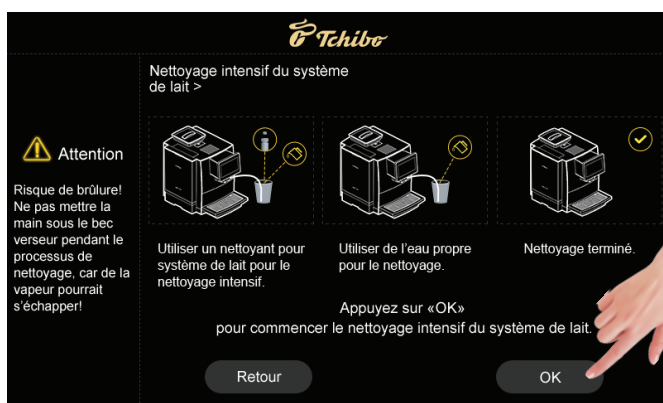 Tchibo
Nettoyage intensif du système
de lait >
Attention
Risque de brûlure!
Ne pas mettre la
main sous le bec
verseur pendant le
processus de
nettoyage, car de la
vapeur pourrait
s'échapper!
Utiliser un nettoyant pour
système de lait pour le
nettoyage intensif.
Utiliser de l'eau propre
pour le nettoyage.
Nettoyage terminé.
Appuyez sur «OK»
pour commencer le nettoyage intensif du système de lait.
Retour
OK